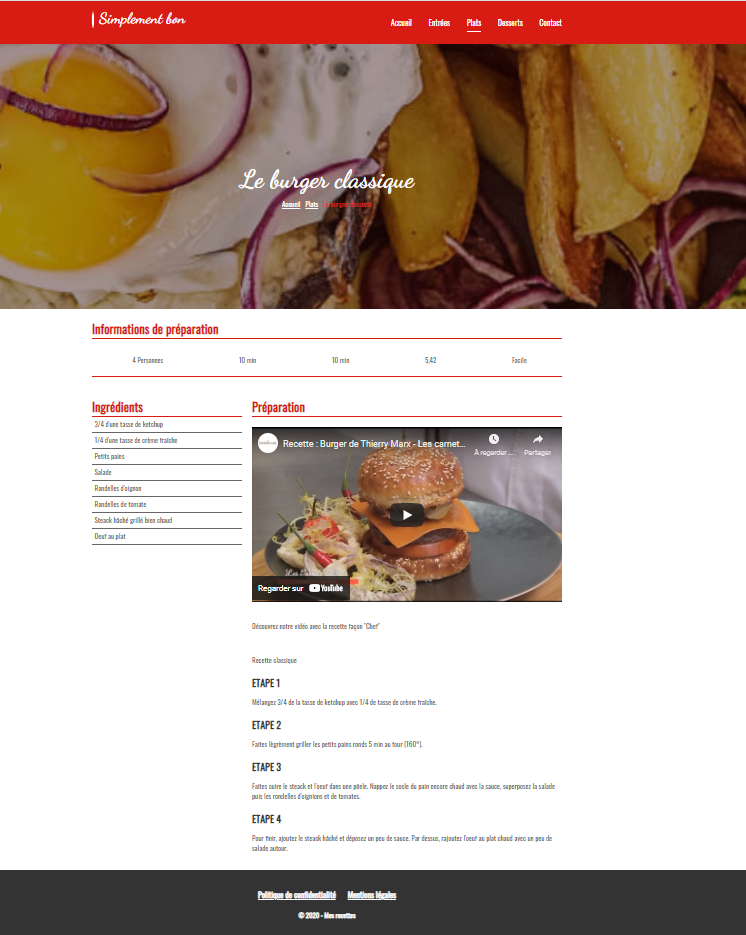 Simplement bon
Accueil Entrées Plats Desserts Contact
Le burger classique
Accueil Plats Le burger classique
Informations de préparation
4 Personnes 10 min 10 min 5,42 Facile
Ingrédients
3/4 d'une tasse de ketchup
1/4 d'une tasse de crème fraîche
Petits pains
Salade
Rondelles d'oignon
Rondelles de tomate
Steack hâché grillé bien chaud
Oeuf au plat
Préparation
Recette : Burger de Thierry Marx - Les carnet...
À regarder ... Partager
Regarder sur YouTube
Découvrez notre vidéo avec la recette façon "Chef"
Recette classique
ETAPE 1
Mélangez 3/4 de la tasse de ketchup avec 1/4 de tasse de crème fraîche.
ETAPE 2
Faites légrèment griller les petits pains ronds 5 min au four (160°).
ETAPE 3
Faites cuire le steack et l'oeuf dans une pôele. Nappez le socle du pain encore chaud avec la sauce, superposez la salade
puis les rondelles d'oignions et de tomates.
ETAPE 4
Pour finir, ajoutez le steack hâché et déposez un peu de sauce. Par dessus, rajoutez l'oeuf au plat chaud avec un peu de
salade autour.
Politique de confidentialité Mentions légales
© 2020 - Mes recettes